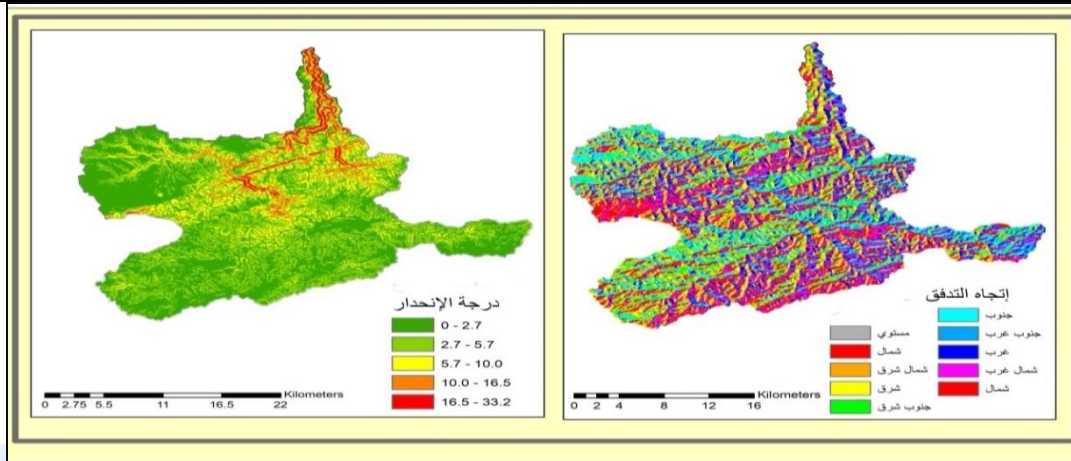 درجة الإنحدار
0 - 2.7
2.7 - 5.7
5.7 - 10.0
10.0 - 16.5
16.5 - 33.2
Kilometers
0 2.75 5.5 11 16.5 22
إتجاه التدفق
جنوب
جنوب غرب
غرب
شمال غرب
شمال
مستوي
شمال
شمال شرق
شرق
جنوب شرق
Kilometers
0 2 4 8 12 16